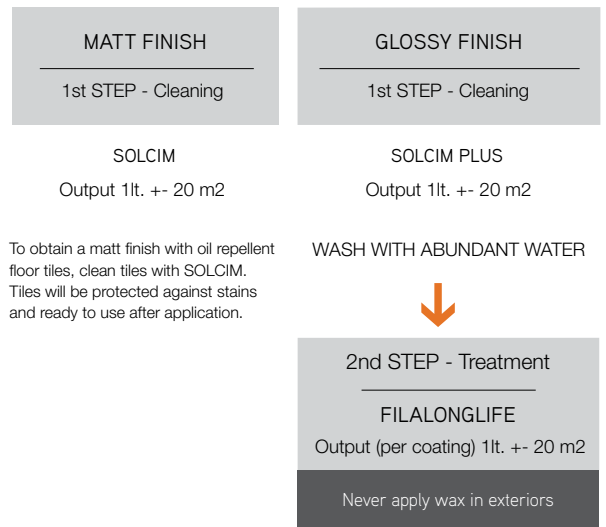 MATT FINISH
1st STEP - Cleaning
SOLCIM
Output 1lt. +- 20 m2
To obtain a matt finish with oil repellent
floor tiles, clean tiles with SOLCIM.
Tiles will be protected against stains
and ready to use after application.
GLOSSY FINISH
1st STEP - Cleaning
SOLCIM PLUS
Output 1lt. +- 20 m2
WASH WITH ABUNDANT WATER
2nd STEP - Treatment
FILALONGLIFE
Output (per coating) 1lt. +- 20 m2
Never apply wax in exteriors